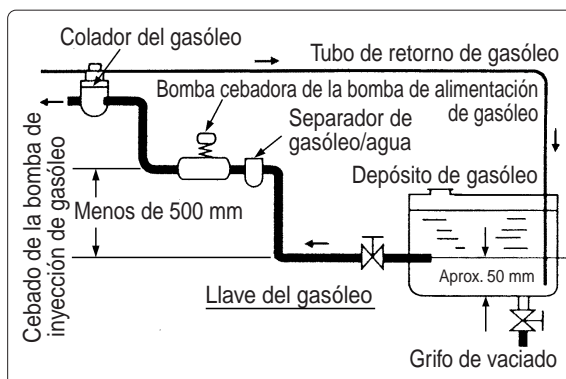 Colador del gasóleo
Tubo de retorno de gasóleo
Bomba cebadora de la bomba de alimentación
de gasóleo
Separador de
gasóleo/agua
Depósito de gasóleo
Cebado de la bomba de
inyección de gasóleo
Menos de 500 mm
Aprox. 50 mm
Llave del gasóleo
Grifo de vaciado